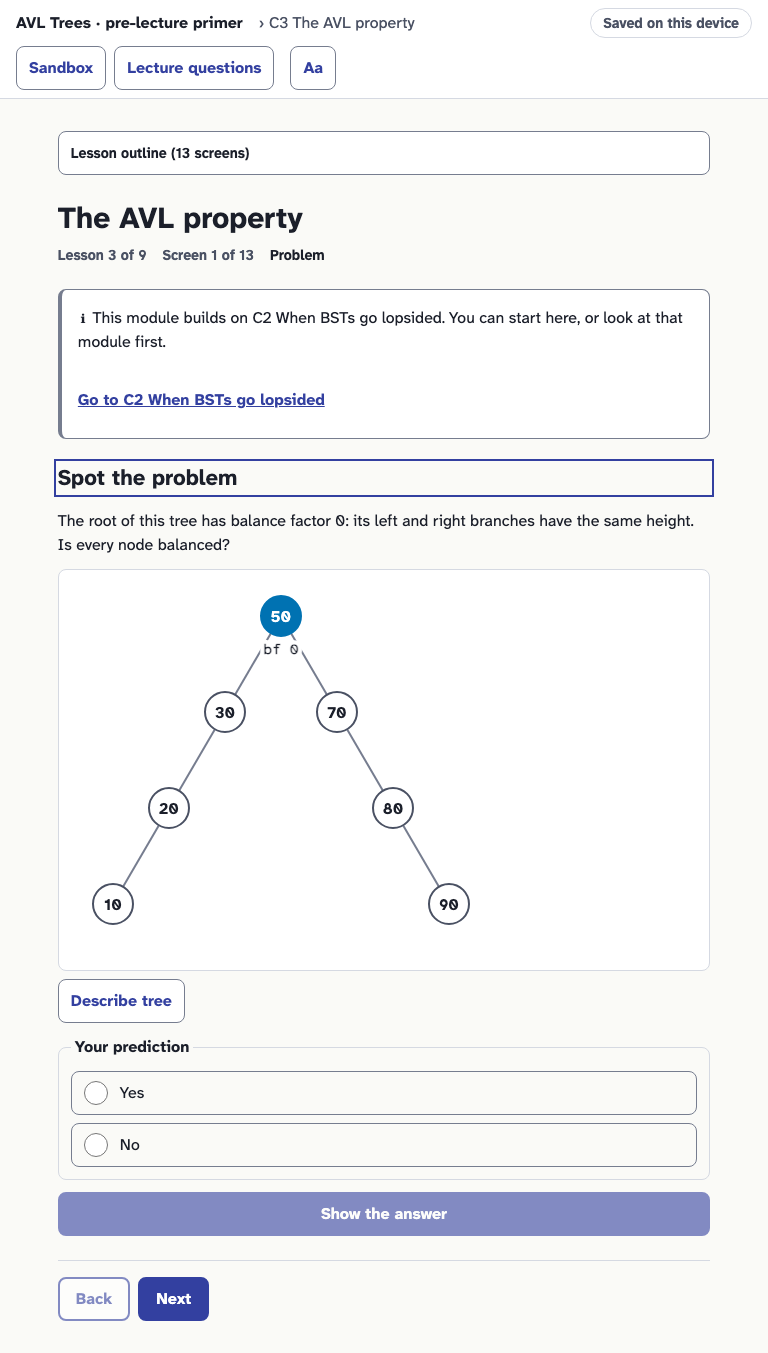 AVL Trees · pre-lecture primer › C3 The AVL property Saved on this device
Sandbox Lecture questions Aa
Lesson outline (13 screens)
The AVL property
Lesson 3 of 9 Screen 1 of 13 Problem
ℹ This module builds on C2 When BSTs go lopsided. You can start here, or look at that
module first.
Go to C2 When BSTs go lopsided
Spot the problem
The root of this tree has balance factor 0: its left and right branches have the same height.
Is every node balanced?
50
bf 0
30 70
20 80
10 90
Describe tree
Your prediction
Yes
No
Show the answer
Back Next